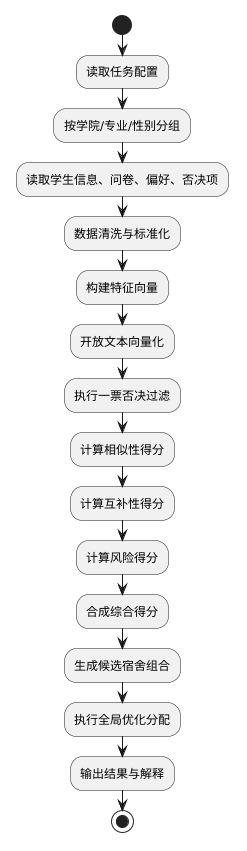 读取任务配置
按学院/专业/性别分组
读取学生信息、问卷、偏好、否决项
数据清洗与标准化
构建特征向量
开放文本向量化
执行一票否决过滤
计算相似性得分
计算互补性得分
计算风险得分
合成综合得分
生成候选宿舍组合
执行全局优化分配
输出结果与解释